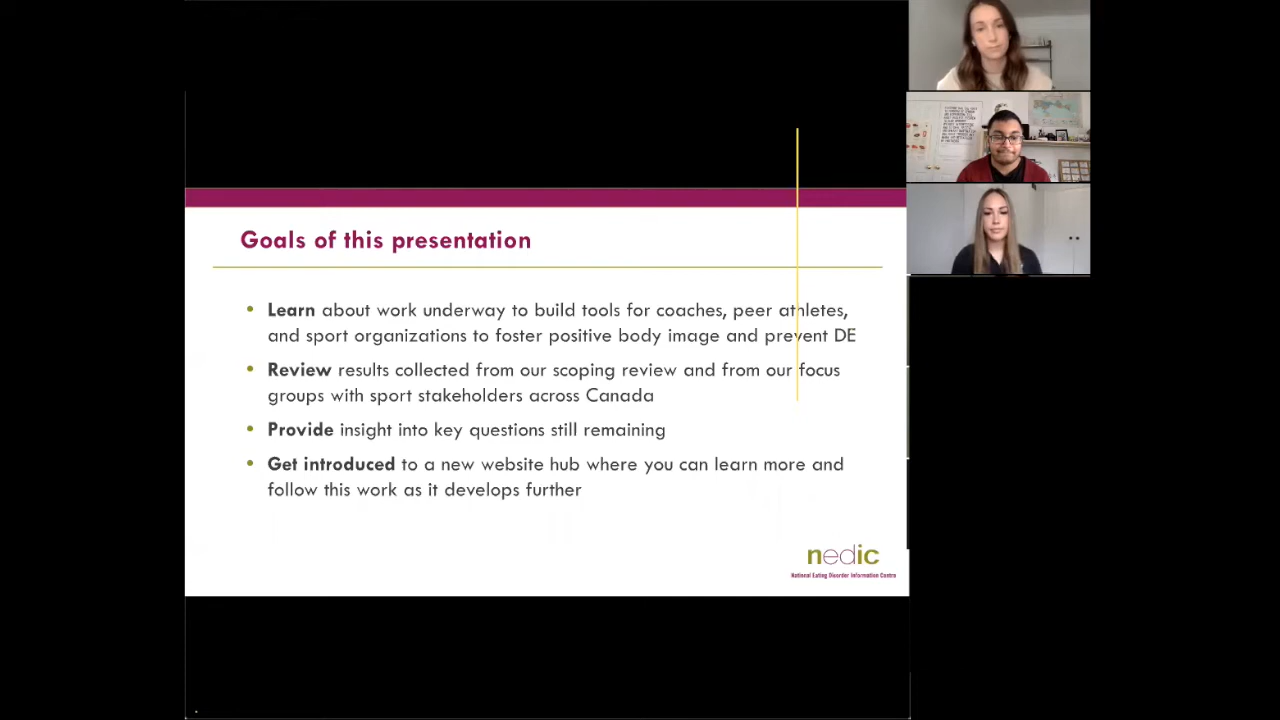 Goals of this presentation
• Learn about work underway to build tools for coaches, peer athletes,
and sport organizations to foster positive body image and prevent DE
• Review results collected from our scoping review and from our focus
groups with sport stakeholders across Canada
• Provide insight into key questions still remaining
• Get introduced to a new website hub where you can learn more and
follow this work as it develops further
nedic
National Eating Disorder Information Centre